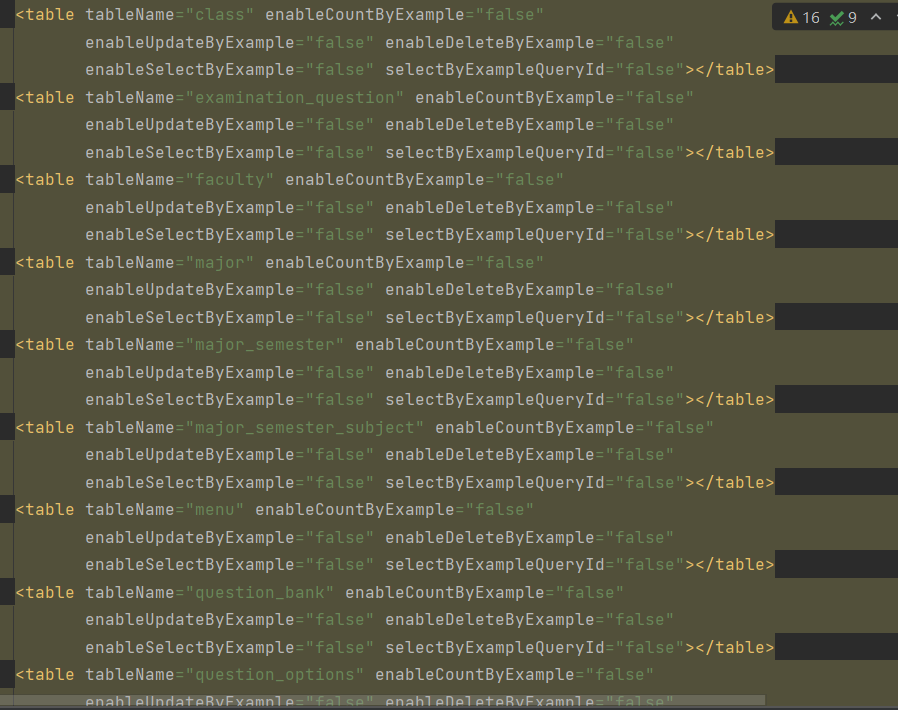 <table tableName="class" enableCountByExample="false" 16 9
enableUpdateByExample="false" enableDeleteByExample="false"
enableSelectByExample="false" selectByExampleQueryId="false"></table>
<table tableName="examination_question" enableCountByExample="false"
enableUpdateByExample="false" enableDeleteByExample="false"
enableSelectByExample="false" selectByExampleQueryId="false"></table>
<table tableName="faculty" enableCountByExample="false"
enableUpdateByExample="false" enableDeleteByExample="false"
enableSelectByExample="false" selectByExampleQueryId="false"></table>
<table tableName="major" enableCountByExample="false"
enableUpdateByExample="false" enableDeleteByExample="false"
enableSelectByExample="false" selectByExampleQueryId="false"></table>
<table tableName="major_semester" enableCountByExample="false"
enableUpdateByExample="false" enableDeleteByExample="false"
enableSelectByExample="false" selectByExampleQueryId="false"></table>
<table tableName="major_semester_subject" enableCountByExample="false"
enableUpdateByExample="false" enableDeleteByExample="false"
enableSelectByExample="false" selectByExampleQueryId="false"></table>
<table tableName="menu" enableCountByExample="false"
enableUpdateByExample="false" enableDeleteByExample="false"
enableSelectByExample="false" selectByExampleQueryId="false"></table>
<table tableName="question_bank" enableCountByExample="false"
enableUpdateByExample="false" enableDeleteByExample="false"
enableSelectByExample="false" selectByExampleQueryId="false"></table>
<table tableName="question_options" enableCountByExample="false"
enableUpdateByExample="false" enableDeleteByExample="false"